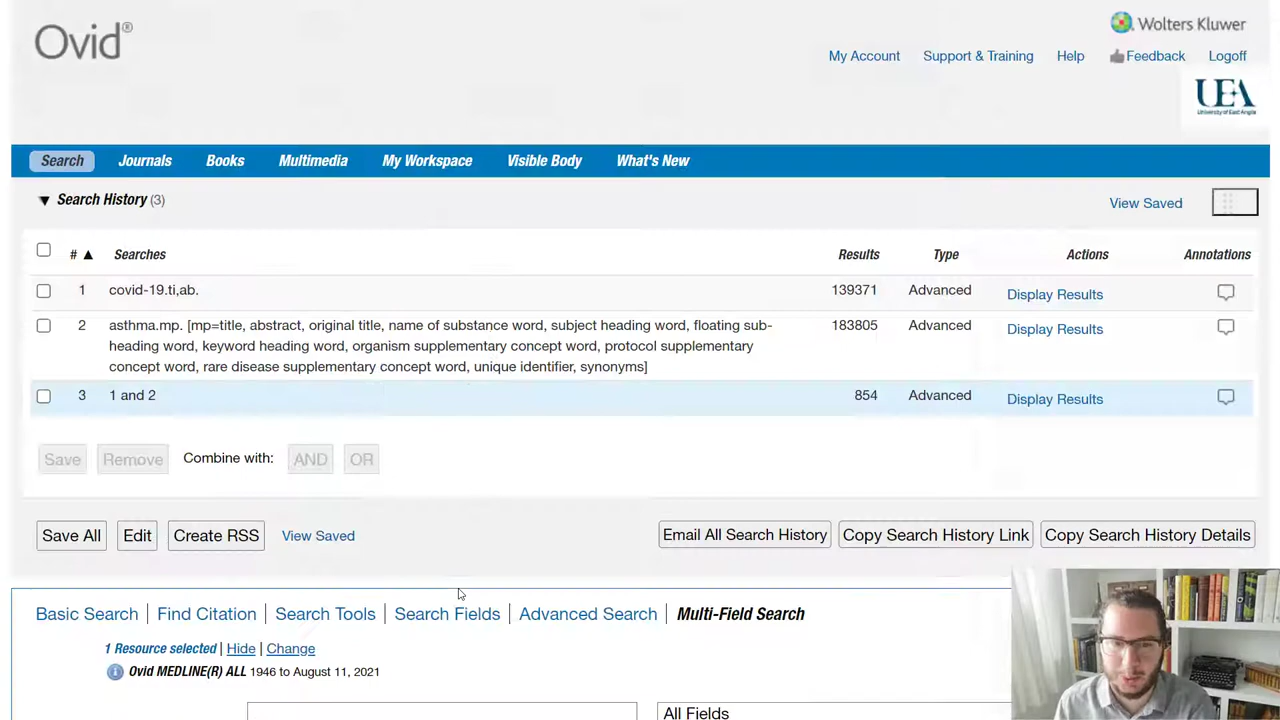 Ovid®
Wolters Kluwer
My Account Support & Training Help Feedback Logoff
UEA
University of East Anglia
Search Journals Books Multimedia My Workspace Visible Body What's New
▼ Search History (3) View Saved
# ▲ Searches Results Type Actions Annotations
1 covid-19.ti,ab. 139371 Advanced Display Results
2 asthma.mp. [mp=title, abstract, original title, name of substance word, subject heading word, floating sub- 183805 Advanced Display Results
heading word, keyword heading word, organism supplementary concept word, protocol supplementary
concept word, rare disease supplementary concept word, unique identifier, synonyms]
3 1 and 2 854 Advanced Display Results
Save Remove Combine with: AND OR
Save All Edit Create RSS View Saved Email All Search History Copy Search History Link Copy Search History Details
Basic Search | Find Citation | Search Tools | Search Fields | Advanced Search | Multi-Field Search
1 Resource selected | Hide | Change
Ovid MEDLINE(R) ALL 1946 to August 11, 2021
All Fields